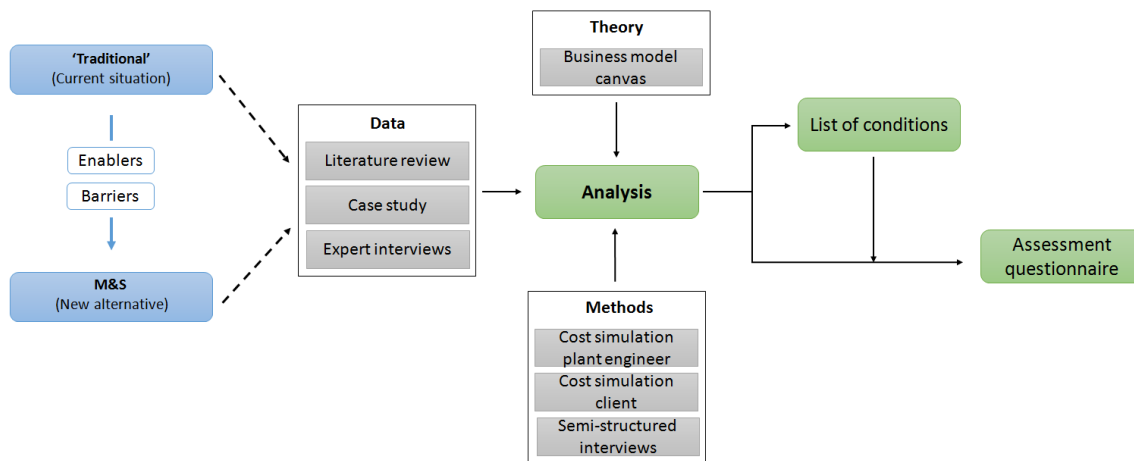 'Traditional'
(Current situation)
Enablers
Barriers
M&S
(New alternative)
Data
Literature review
Case study
Expert interviews
Theory
Business model
canvas
Analysis
Methods
Cost simulation
plant engineer
Cost simulation
client
Semi-structured
interviews
List of conditions
Assessment
questionnaire